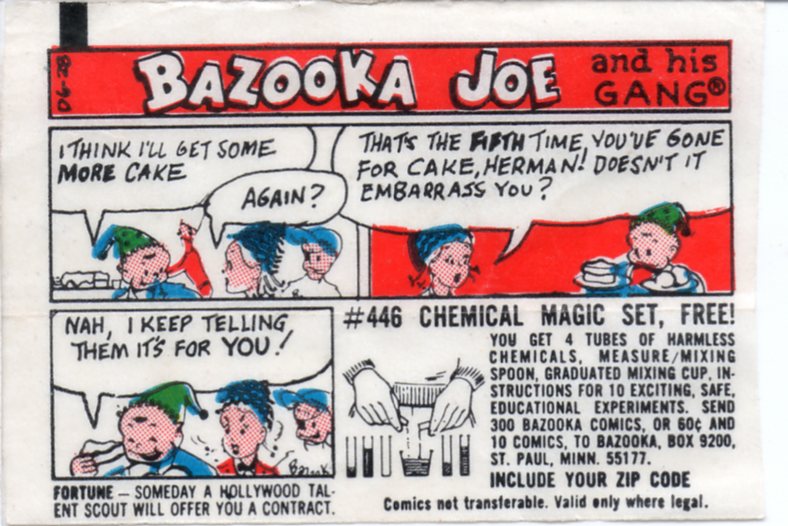 D6-28
BAZOOKA JOE
and his
GANG®
I THINK I'LL GET SOME
MORE CAKE
AGAIN?
THAT'S THE FIFTH TIME, YOU'VE GONE
FOR CAKE, HERMAN! DOESN'T IT
EMBARRASS YOU?
NAH, I KEEP TELLING
THEM IT'S FOR YOU!
FORTUNE — SOMEDAY A HOLLYWOOD TAL-
ENT SCOUT WILL OFFER YOU A CONTRACT.
#446 CHEMICAL MAGIC SET, FREE!
YOU GET 4 TUBES OF HARMLESS
CHEMICALS, MEASURE/MIXING
SPOON, GRADUATED MIXING CUP, IN-
STRUCTIONS FOR 10 EXCITING, SAFE,
EDUCATIONAL EXPERIMENTS. SEND
300 BAZOOKA COMICS, OR 60¢ AND
10 COMICS, TO BAZOOKA, BOX 9200,
ST. PAUL, MINN. 55177.
INCLUDE YOUR ZIP CODE
Comics not transferable. Valid only where legal.